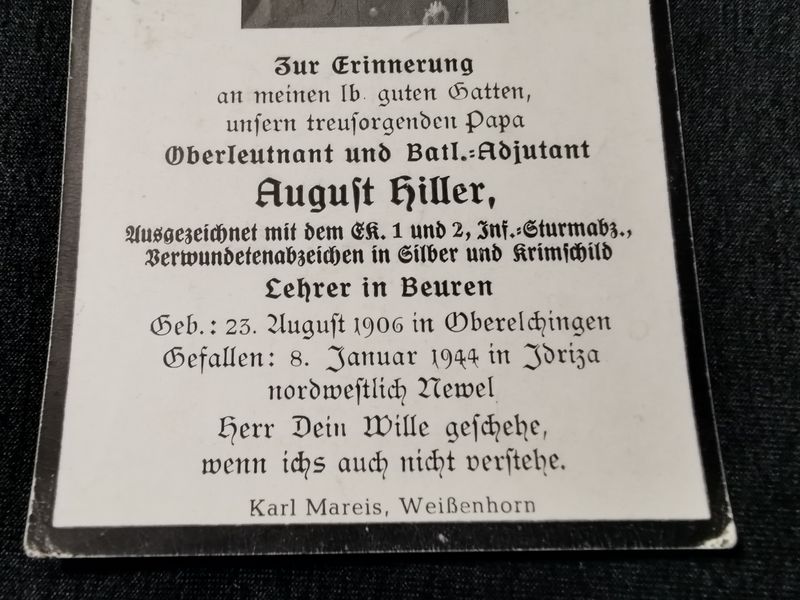 Zur Erinnerung
an meinen lb. guten Gatten,
unſern treuſorgenden Papa
Oberleutnant und Batl.=Adjutant
Auguſt Hiller,
Ausgezeichnet mit dem EK. 1 und 2, Inf.=Sturmabz.,
Verwundetenabzeichen in Silber und Krimſchild
Lehrer in Beuren
Geb.: 23. Auguſt 1906 in Oberelchingen
Gefallen: 8. Januar 1944 in Idriza
nordweſtlich Newel
Herr Dein Wille geſchehe,
wenn ichs auch nicht verſtehe.
Karl Mareis, Weißenhorn